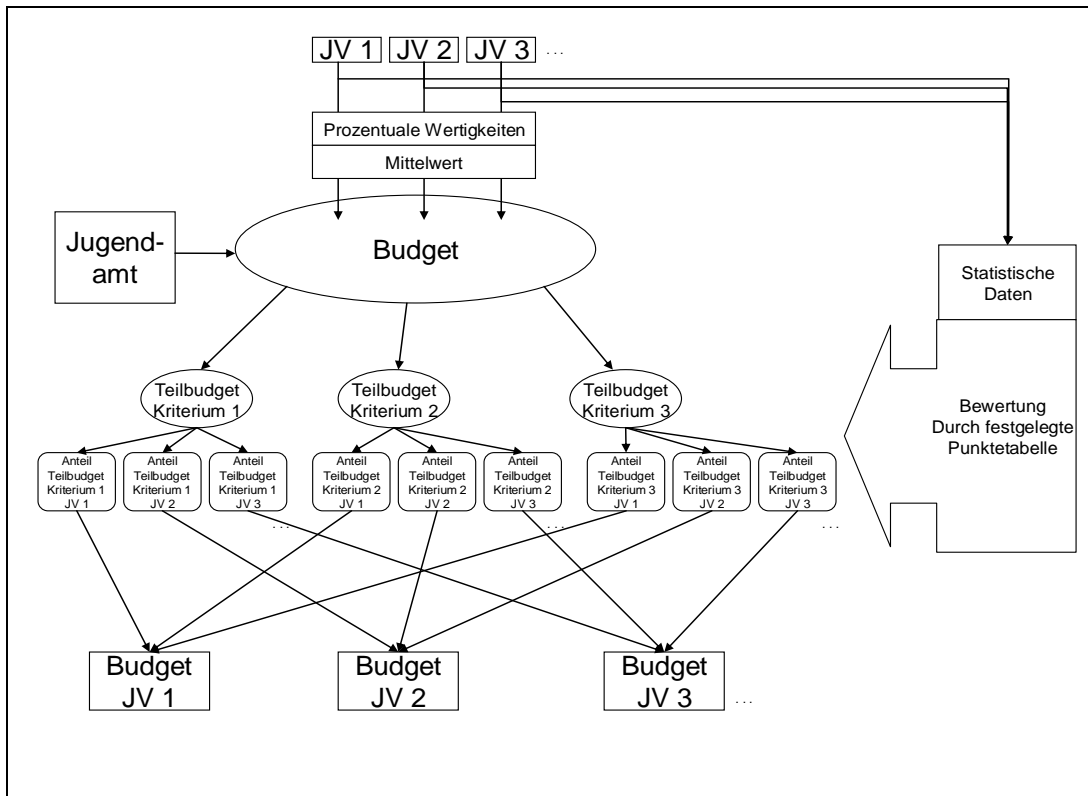 JV 1 JV 2 JV 3 ...
Prozentuale Wertigkeiten
Mittelwert
Jugend-
amt
Budget
Statistische
Daten
Teilbudget
Kriterium 1
Teilbudget
Kriterium 2
Teilbudget
Kriterium 3
Bewertung
Durch festgelegte
Punktetabelle
Anteil
Teilbudget
Kriterium 1
JV 1
Anteil
Teilbudget
Kriterium 1
JV 2
Anteil
Teilbudget
Kriterium 1
JV 3
...
Anteil
Teilbudget
Kriterium 2
JV 1
Anteil
Teilbudget
Kriterium 2
JV 2
Anteil
Teilbudget
Kriterium 2
JV 3
...
Anteil
Teilbudget
Kriterium 3
JV 1
Anteil
Teilbudget
Kriterium 3
JV 2
Anteil
Teilbudget
Kriterium 3
JV 3
...
Budget
JV 1
Budget
JV 2
Budget
JV 3
...